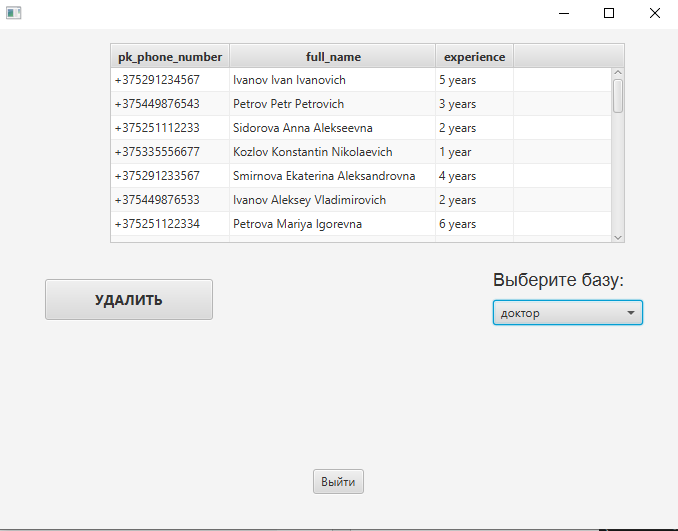 pk_phone_number full_name experience
+375291234567 Ivanov Ivan Ivanovich 5 years
+375449876543 Petrov Petr Petrovich 3 years
+375251112233 Sidorova Anna Alekseevna 2 years
+375335556677 Kozlov Konstantin Nikolaevich 1 year
+375291233567 Smirnova Ekaterina Aleksandrovna 4 years
+375449876533 Ivanov Aleksey Vladimirovich 2 years
+375251122334 Petrova Mariya Igorevna 6 years
Выберите базу:
УДАЛИТЬ
доктор
Выйти